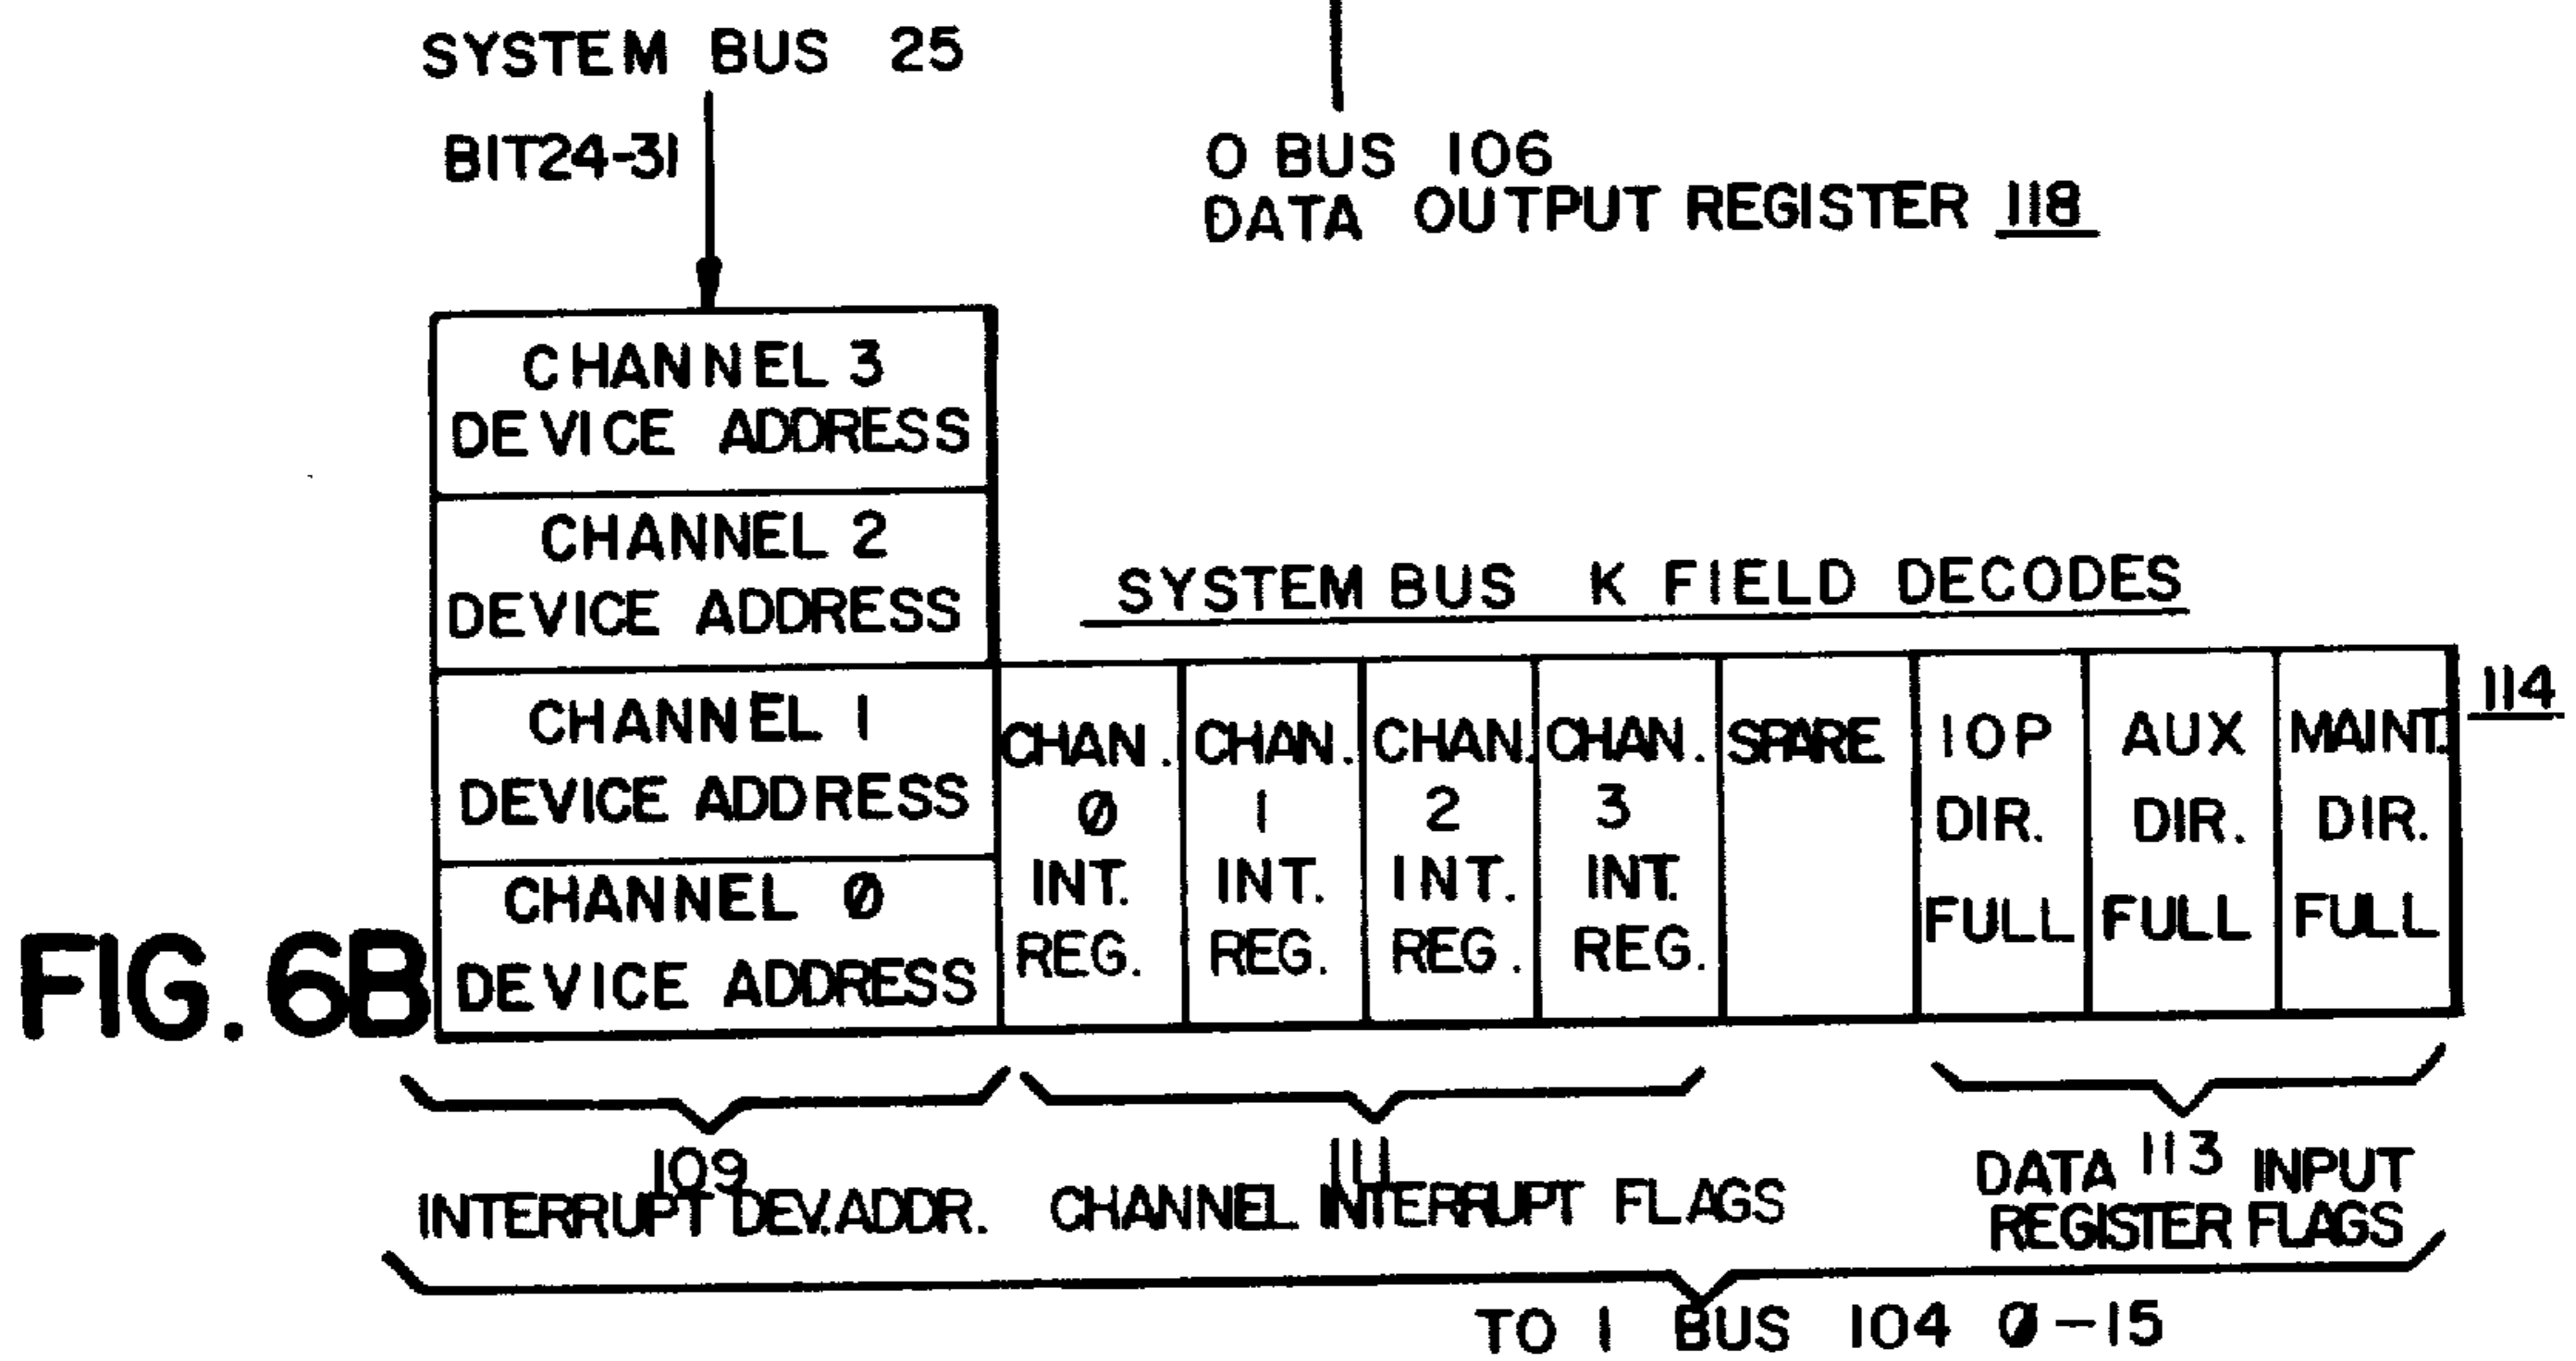 SYSTEM BUS 25
BIT24-31
O BUS 106
DATA OUTPUT REGISTER 118
CHANNEL 3
DEVICE ADDRESS
CHANNEL 2
DEVICE ADDRESS
CHANNEL 1
DEVICE ADDRESS
CHANNEL Ø
DEVICE ADDRESS
SYSTEM BUS K FIELD DECODES
CHAN.
Ø
INT.
REG.
CHAN.
1
INT.
REG.
CHAN.
2
INT.
REG.
CHAN.
3
INT.
REG.
SPARE
IOP
DIR.
FULL
AUX
DIR.
FULL
MAINT.
DIR.
FULL
114
FIG. 6B
109
INTERRUPT DEV.ADDR.
111
CHANNEL INTERRUPT FLAGS
DATA 113 INPUT
REGISTER FLAGS
TO I BUS 104 Ø-15